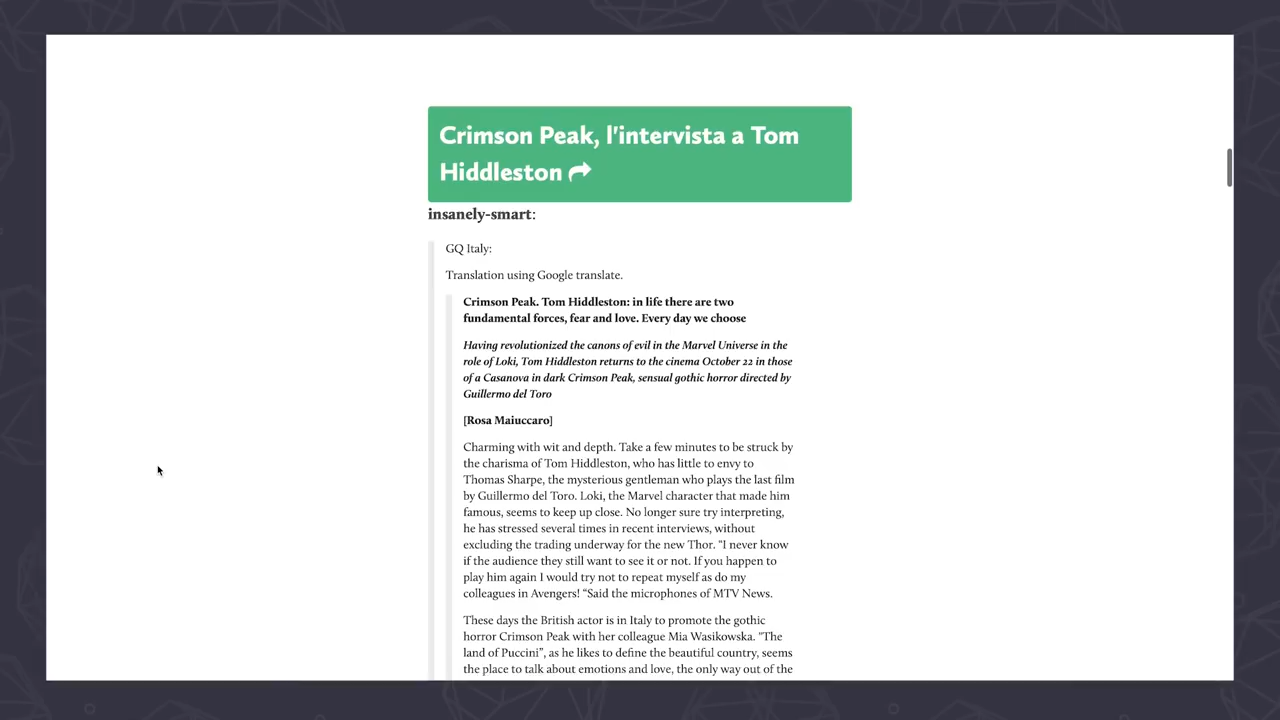 Crimson Peak, l'intervista a Tom
Hiddleston
insanely-smart:
GQ Italy:
Translation using Google translate.
Crimson Peak. Tom Hiddleston: in life there are two
fundamental forces, fear and love. Every day we choose
Having revolutionized the canons of evil in the Marvel Universe in the
role of Loki, Tom Hiddleston returns to the cinema October 22 in those
of a Casanova in dark Crimson Peak, sensual gothic horror directed by
Guillermo del Toro
[Rosa Maiuccaro]
Charming with wit and depth. Take a few minutes to be struck by
the charisma of Tom Hiddleston, who has little to envy to
Thomas Sharpe, the mysterious gentleman who plays the last film
by Guillermo del Toro. Loki, the Marvel character that made him
famous, seems to keep up close. No longer sure try interpreting,
he has stressed several times in recent interviews, without
excluding the trading underway for the new Thor. “I never know
if the audience they still want to see it or not. If you happen to
play him again I would try not to repeat myself as do my
colleagues in Avengers! “Said the microphones of MTV News.
These days the British actor is in Italy to promote the gothic
horror Crimson Peak with her colleague Mia Wasikowska. "The
land of Puccini”, as he likes to define the beautiful country, seems
the place to talk about emotions and love, the only way out of the